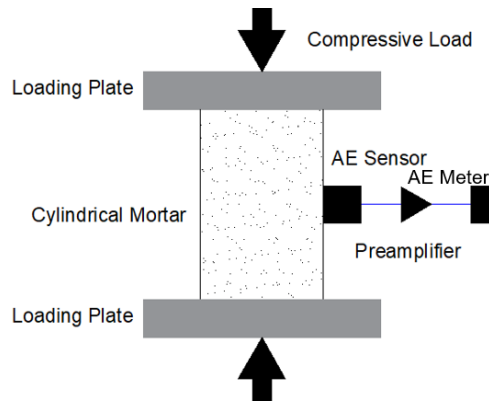 Compressive Load
Loading Plate
AE Sensor
AE Meter
Cylindrical Mortar
Preamplifier
Loading Plate